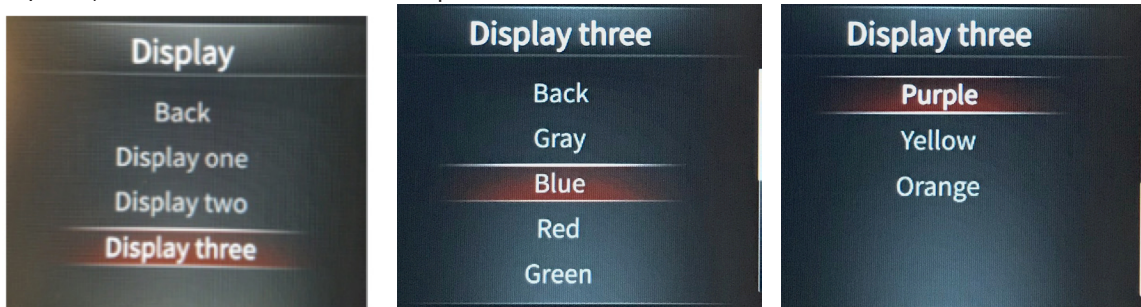 Display
Back
Display one
Display two
Display three
Display three
Back
Gray
Blue
Red
Green
Display three
Purple
Yellow
Orange